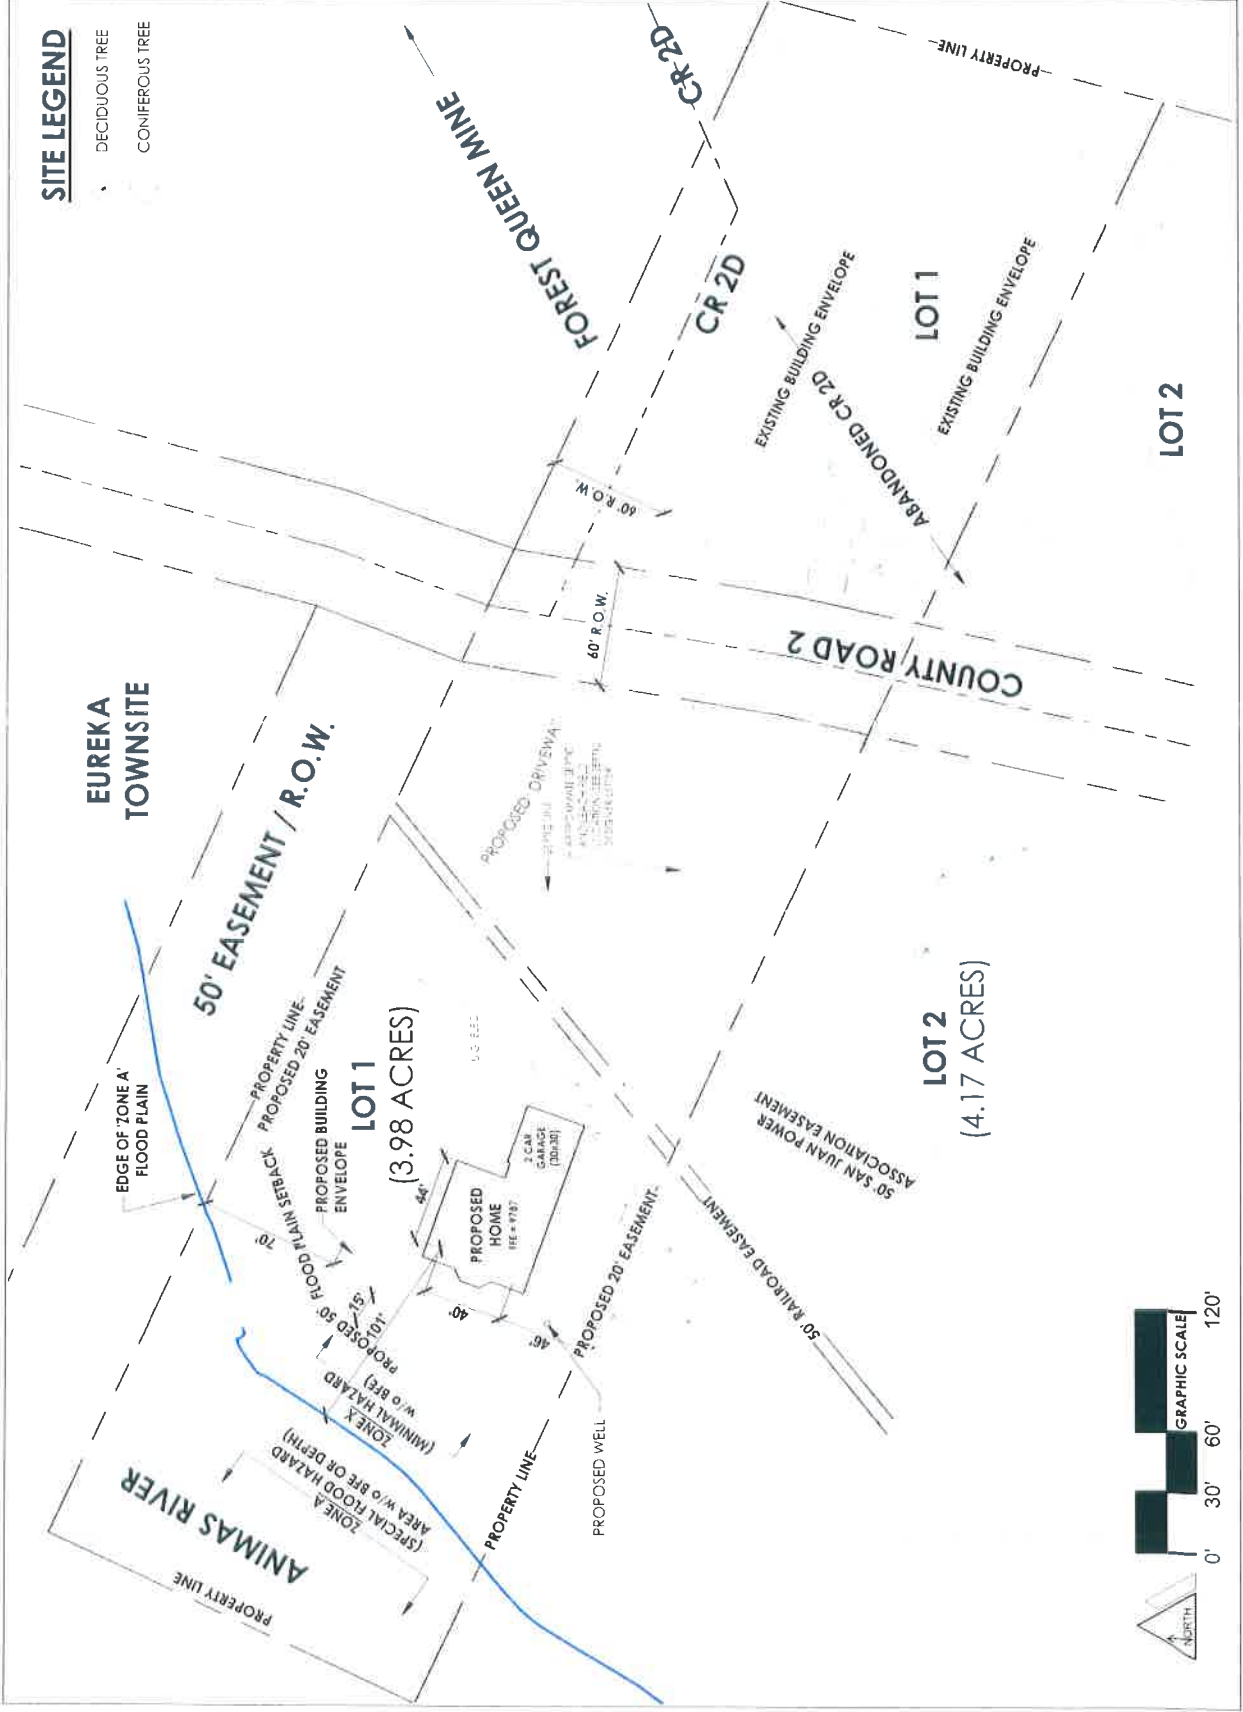 SITE LEGEND
DECIDUOUS TREE
CONIFEROUS TREE
EUREKA
TOWNSITE
FOREST QUEEN MINE
CR 2D
CR 2D
PROPERTY LINE
50' EASEMENT / R.O.W.
60' R.O.W.
60' R.O.W.
EXISTING BUILDING ENVELOPE
LOT 1
EXISTING BUILDING ENVELOPE
ABANDONED CR 2D
LOT 2
COUNTY ROAD 2
EDGE OF 'ZONE A'
FLOOD PLAIN
PROPERTY LINE
PROPOSED 20' EASEMENT
PROPOSED BUILDING
ENVELOPE
PROPOSED 50' FLOOD PLAIN SETBACK
LOT 1
(3.98 ACRES)
PROPOSED DRIVEWAY
70'
15'
101'
44'
40'
46'
PROPOSED
HOME
FFE = 9787
2 CAR
GARAGE
(30x30)
ZONE X
(MINIMAL HAZARD
W/O BFE)
ZONE A
(SPECIAL FLOOD HAZARD
AREA W/O BFE OR DEPTH)
ANIMAS RIVER
PROPERTY LINE
PROPERTY LINE
PROPOSED 20' EASEMENT
PROPOSED WELL
50' RAILROAD EASEMENT
50' SAN JUAN POWER
ASSOCIATION EASEMENT
LOT 2
(4.17 ACRES)
NORTH
GRAPHIC SCALE
0' 30' 60' 120'